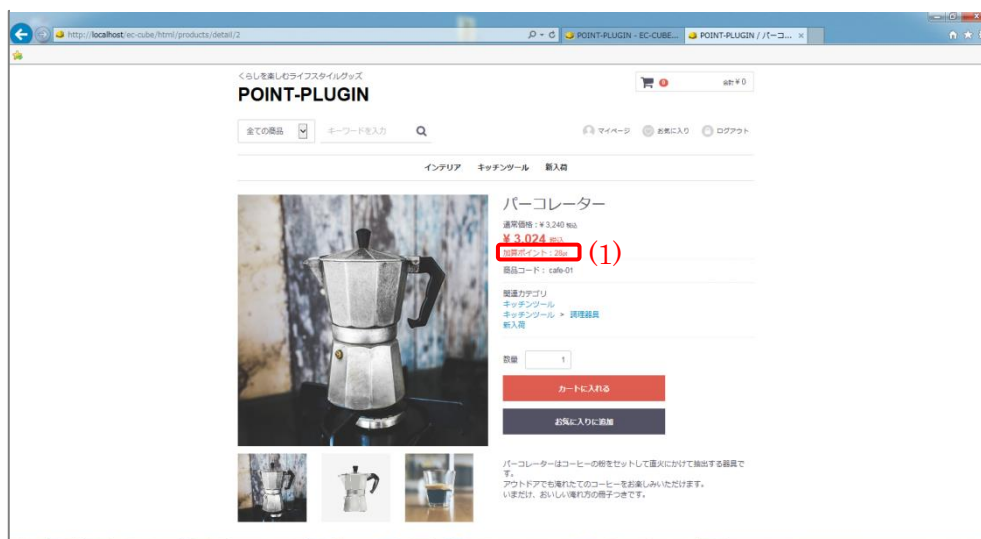 http://localhost/ec-cube/html/products/detail/2
POINT-PLUGIN - EC-CUBE...
POINT-PLUGIN / パーコ... ×
くらしを楽しむライフスタイルグッズ
POINT-PLUGIN
0
合計 ¥ 0
全ての商品
キーワードを入力
マイページ
お気に入り
ログアウト
インテリア キッチンツール 新入荷
パーコレーター
通常価格：¥ 3,240 税込
¥ 3,024 税込
加算ポイント：28pt
(1)
商品コード： cafe-01
関連カテゴリ
キッチンツール
キッチンツール > 調理器具
新入荷
数量 1
カートに入れる
お気に入りに追加
パーコレーターはコーヒーの粉をセットして直火にかけて抽出する器具で
す。
アウトドアでも淹れたてのコーヒーをお楽しみいただけます。
いまだけ、おいしい淹れ方の冊子つきです。